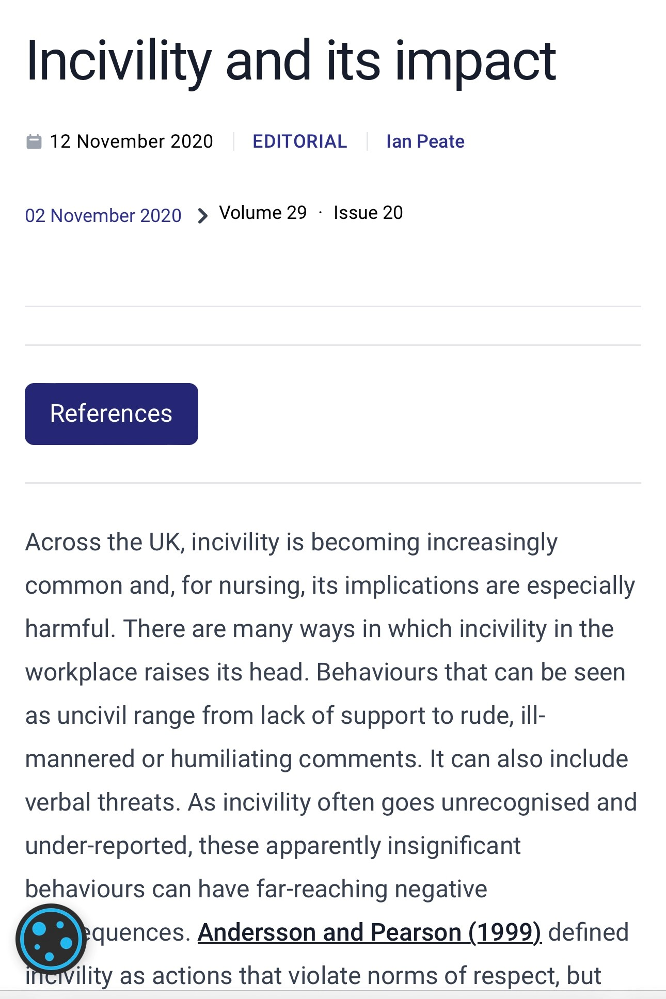 Incivility and its impact
12 November 2020 EDITORIAL Ian Peate
02 November 2020 Volume 29 · Issue 20
References
Across the UK, incivility is becoming increasingly
common and, for nursing, its implications are especially
harmful. There are many ways in which incivility in the
workplace raises its head. Behaviours that can be seen
as uncivil range from lack of support to rude, ill-
mannered or humiliating comments. It can also include
verbal threats. As incivility often goes unrecognised and
under-reported, these apparently insignificant
behaviours can have far-reaching negative
equences. Andersson and Pearson (1999) defined
incivility as actions that violate norms of respect, but